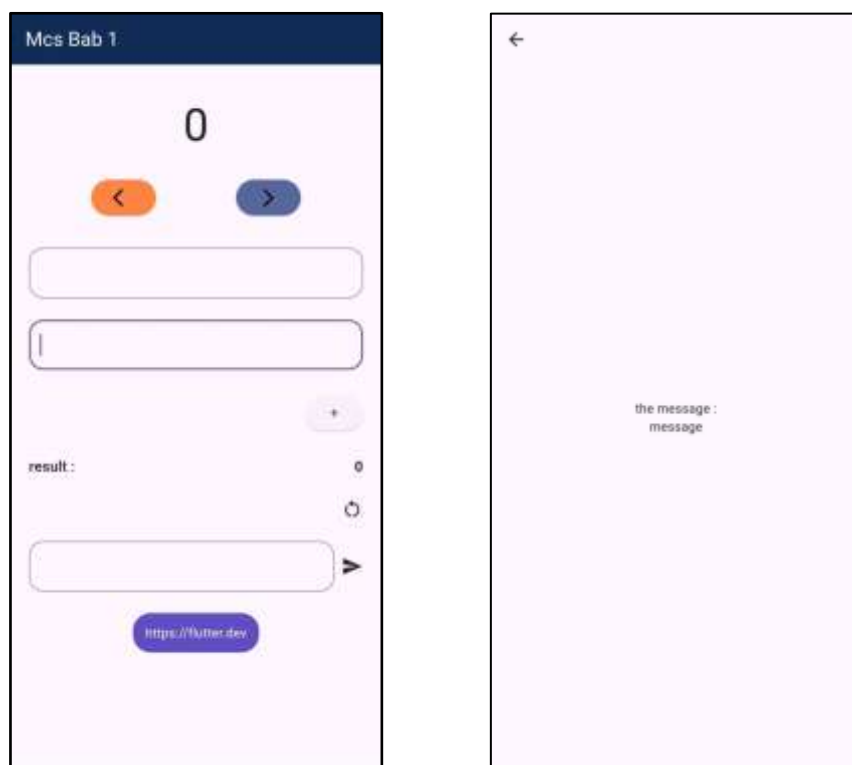 Mcs Bab 1
0
+
result :
0
https://flutter.dev
the message :
message